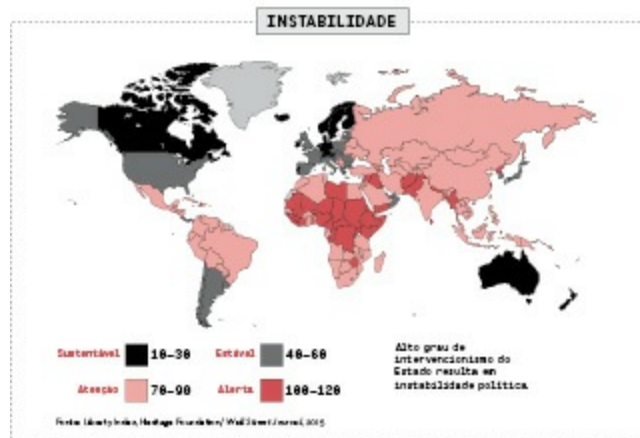 INSTABILIDADE
Sustentável 10-30 Estável 40-60
Atenção 70-90 Alerta 100-120
Alto grau de
intervencionismo do
Estado resulta em
instabilidade política
Fonte: Liberty Index, Heritage Foundation/ Wall Street Journal, 2015